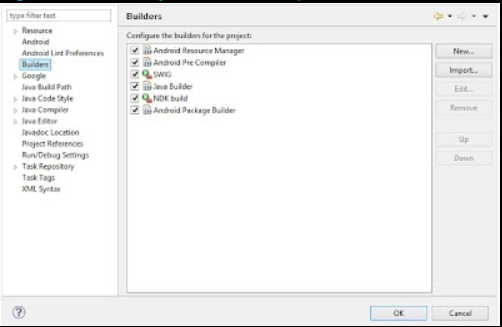 type filter text
Resource
Android
Android Lint Preferences
Builders
Google
Java Build Path
Java Code Style
Java Compiler
Java Editor
Javadoc Location
Project References
Run/Debug Settings
Task Repository
Task Tags
XML Syntax
Builders
Configure the builders for the project:
Android Resource Manager
Android Pre Compiler
SWIG
Java Builder
NDK build
Android Package Builder
New...
Import...
Edit...
Remove
Up
Down
OK
Cancel